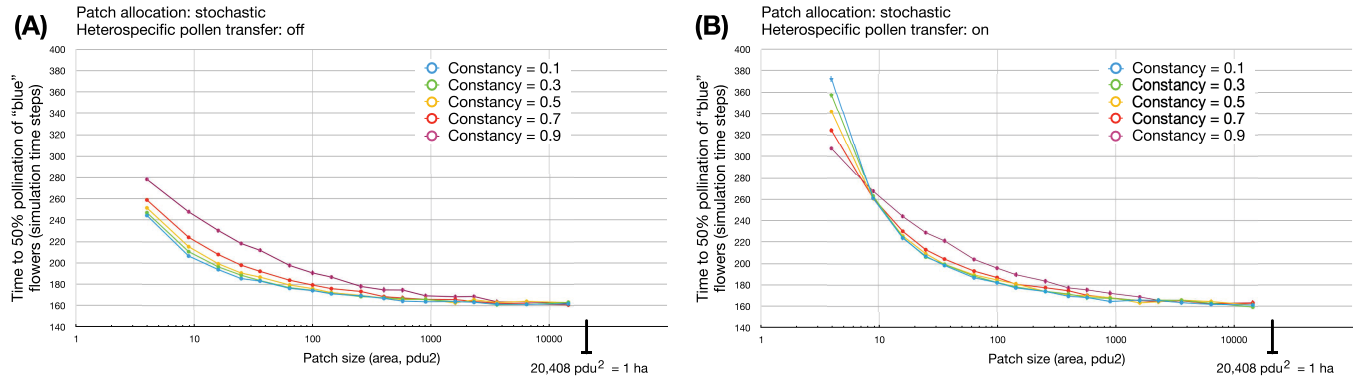 (A)
Patch allocation: stochastic
Heterospecific pollen transfer: off
Time to 50% pollination of “blue”
flowers (simulation time steps)
400
380
360
340
320
300
280
260
240
220
200
180
160
140
Constancy = 0.1
Constancy = 0.3
Constancy = 0.5
Constancy = 0.7
Constancy = 0.9
1
10
100
1000
10000
Patch size (area, pdu2)
20,408 pdu² = 1 ha
(B)
Patch allocation: stochastic
Heterospecific pollen transfer: on
Time to 50% pollination of “blue”
flowers (simulation time steps)
400
380
360
340
320
300
280
260
240
220
200
180
160
140
Constancy = 0.1
Constancy = 0.3
Constancy = 0.5
Constancy = 0.7
Constancy = 0.9
1
10
100
1000
10000
Patch size (area, pdu2)
20,408 pdu² = 1 ha